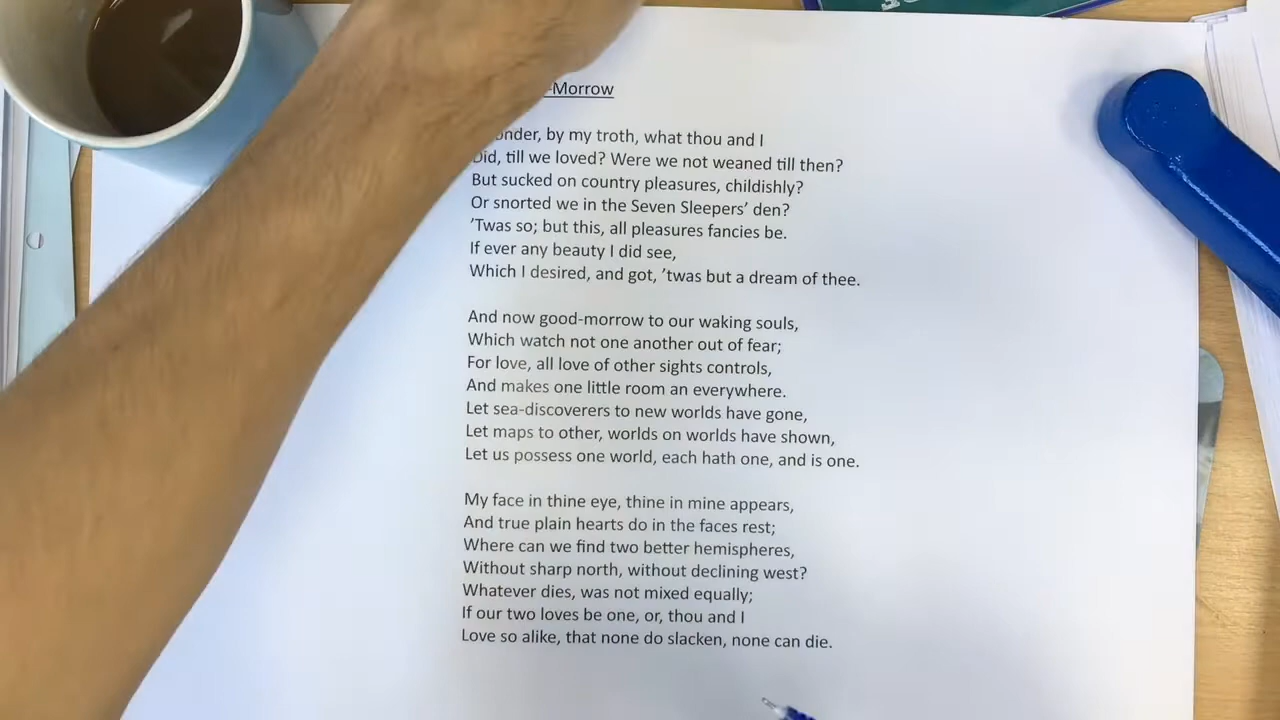 -Morrow
onder, by my troth, what thou and I
Did, till we loved? Were we not weaned till then?
But sucked on country pleasures, childishly?
Or snorted we in the Seven Sleepers’ den?
’Twas so; but this, all pleasures fancies be.
If ever any beauty I did see,
Which I desired, and got, ’twas but a dream of thee.
And now good-morrow to our waking souls,
Which watch not one another out of fear;
For love, all love of other sights controls,
And makes one little room an everywhere.
Let sea-discoverers to new worlds have gone,
Let maps to other, worlds on worlds have shown,
Let us possess one world, each hath one, and is one.
My face in thine eye, thine in mine appears,
And true plain hearts do in the faces rest;
Where can we find two better hemispheres,
Without sharp north, without declining west?
Whatever dies, was not mixed equally;
If our two loves be one, or, thou and I
Love so alike, that none do slacken, none can die.